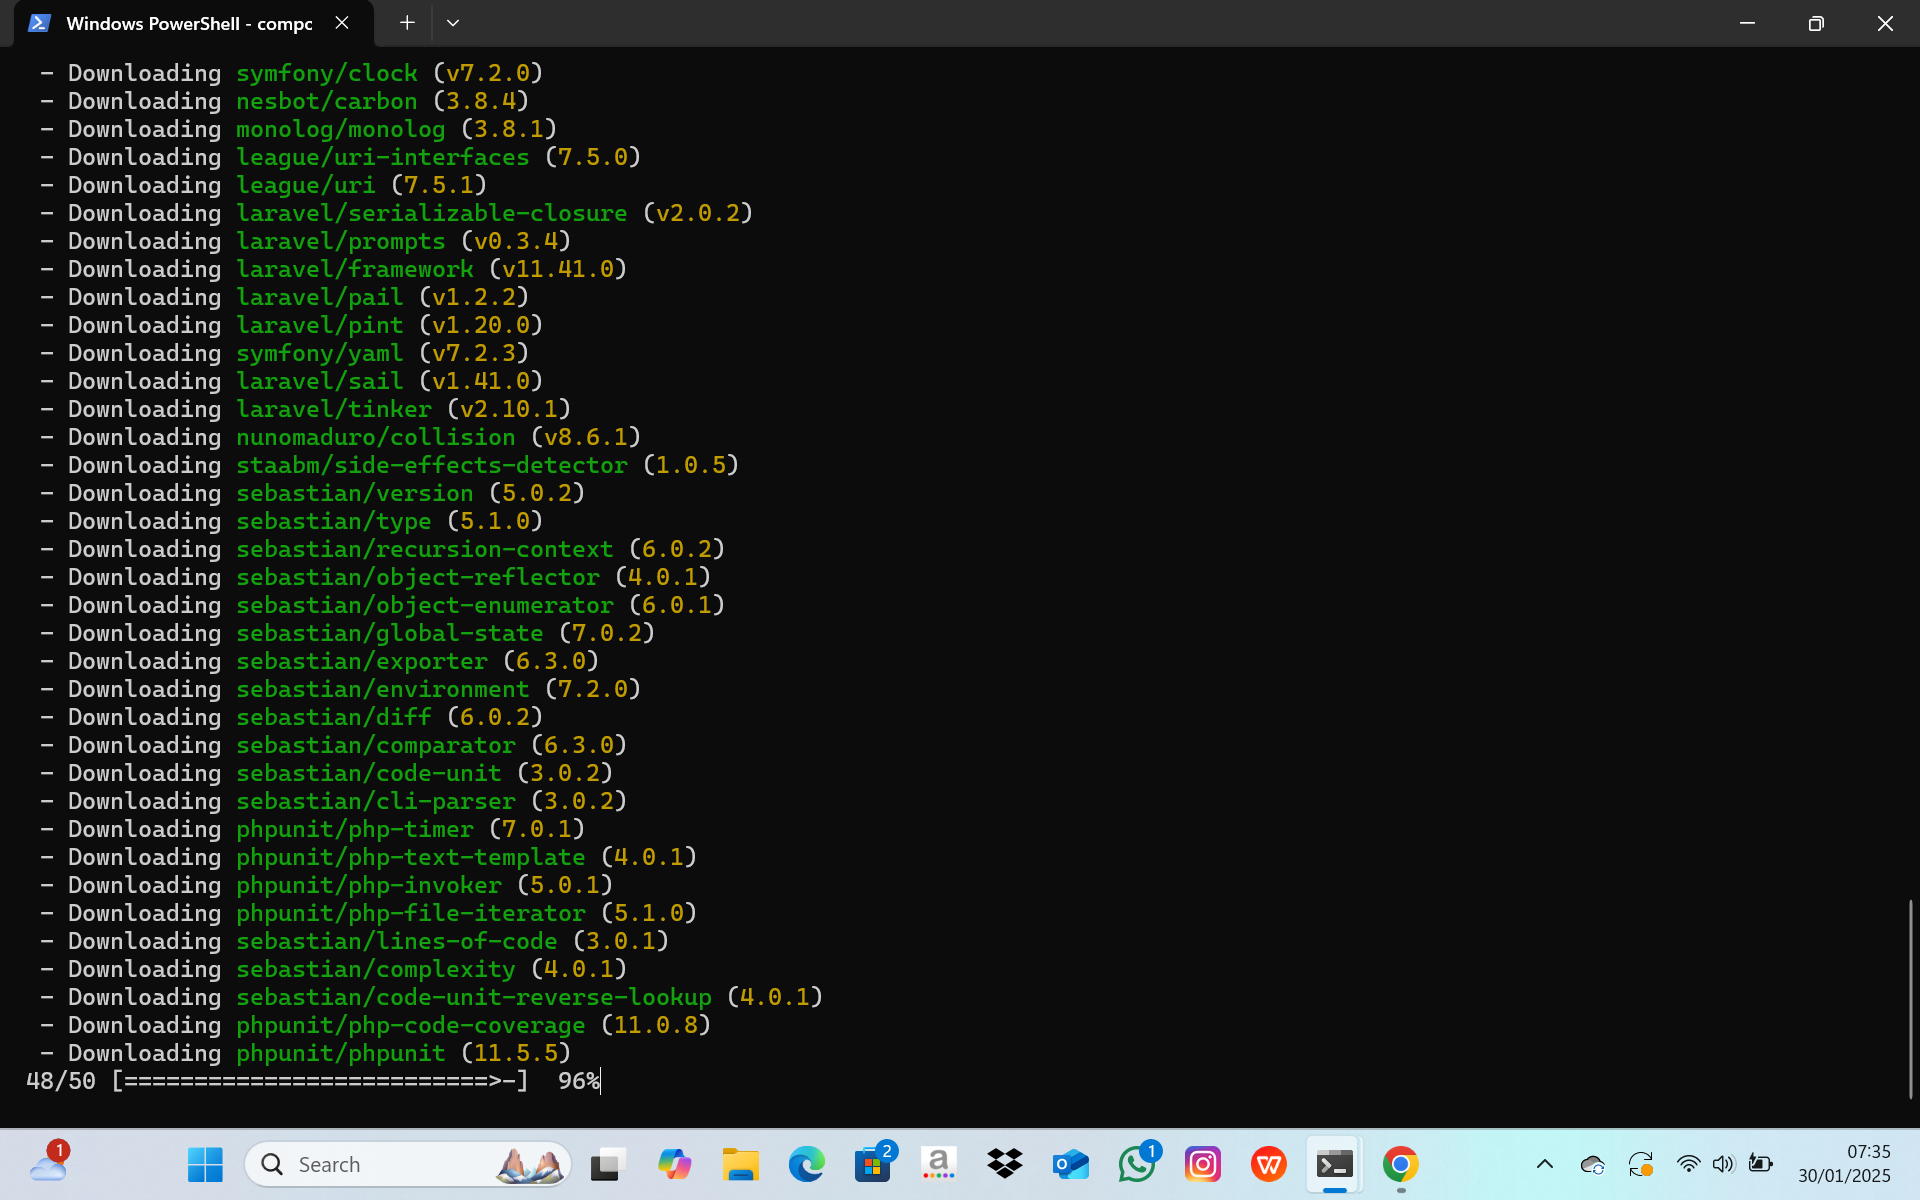 Windows PowerShell - compc
- Downloading symfony/clock (v7.2.0)
- Downloading nesbot/carbon (3.8.4)
- Downloading monolog/monolog (3.8.1)
- Downloading league/uri-interfaces (7.5.0)
- Downloading league/uri (7.5.1)
- Downloading laravel/serializable-closure (v2.0.2)
- Downloading laravel/prompts (v0.3.4)
- Downloading laravel/framework (v11.41.0)
- Downloading laravel/pail (v1.2.2)
- Downloading laravel/pint (v1.20.0)
- Downloading symfony/yaml (v7.2.3)
- Downloading laravel/sail (v1.41.0)
- Downloading laravel/tinker (v2.10.1)
- Downloading nunomaduro/collision (v8.6.1)
- Downloading staabm/side-effects-detector (1.0.5)
- Downloading sebastian/version (5.0.2)
- Downloading sebastian/type (5.1.0)
- Downloading sebastian/recursion-context (6.0.2)
- Downloading sebastian/object-reflector (4.0.1)
- Downloading sebastian/object-enumerator (6.0.1)
- Downloading sebastian/global-state (7.0.2)
- Downloading sebastian/exporter (6.3.0)
- Downloading sebastian/environment (7.2.0)
- Downloading sebastian/diff (6.0.2)
- Downloading sebastian/comparator (6.3.0)
- Downloading sebastian/code-unit (3.0.2)
- Downloading sebastian/cli-parser (3.0.2)
- Downloading phpunit/php-timer (7.0.1)
- Downloading phpunit/php-text-template (4.0.1)
- Downloading phpunit/php-invoker (5.0.1)
- Downloading phpunit/php-file-iterator (5.1.0)
- Downloading sebastian/lines-of-code (3.0.1)
- Downloading sebastian/complexity (4.0.1)
- Downloading sebastian/code-unit-reverse-lookup (4.0.1)
- Downloading phpunit/php-code-coverage (11.0.8)
- Downloading phpunit/phpunit (11.5.5)
48/50 [==========================>-]  96%
1
Search
2
a
1
07:35
30/01/2025